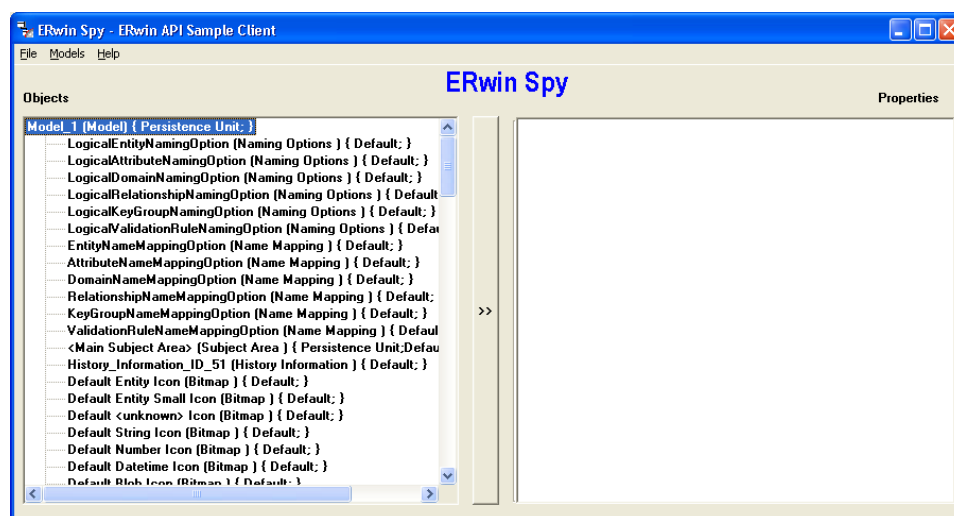 ERwin Spy - ERwin API Sample Client
File Models Help
ERwin Spy
Objects
Properties
Model_1 (Model) { Persistence Unit; }
LogicalEntityNamingOption (Naming Options ) { Default; }
LogicalAttributeNamingOption (Naming Options ) { Default; }
LogicalDomainNamingOption (Naming Options ) { Default; }
LogicalRelationshipNamingOption (Naming Options ) { Default
LogicalKeyGroupNamingOption (Naming Options ) { Default; }
LogicalValidationRuleNamingOption (Naming Options ) { Defau
EntityNameMappingOption (Name Mapping ) { Default; }
AttributeNameMappingOption (Name Mapping ) { Default; }
DomainNameMappingOption (Name Mapping ) { Default; }
RelationshipNameMappingOption (Name Mapping ) { Default;
KeyGroupNameMappingOption (Name Mapping ) { Default; }
ValidationRuleNameMappingOption (Name Mapping ) { Defaul
<Main Subject Area> (Subject Area ) { Persistence Unit;Defau
History_Information_ID_51 (History Information ) { Default; }
Default Entity Icon (Bitmap ) { Default; }
Default Entity Small Icon (Bitmap ) { Default; }
Default <unknown> Icon (Bitmap ) { Default; }
Default String Icon (Bitmap ) { Default; }
Default Number Icon (Bitmap ) { Default; }
Default Datetime Icon (Bitmap ) { Default; }
Default Blob Icon (Bitmap ) { Default; }
>>